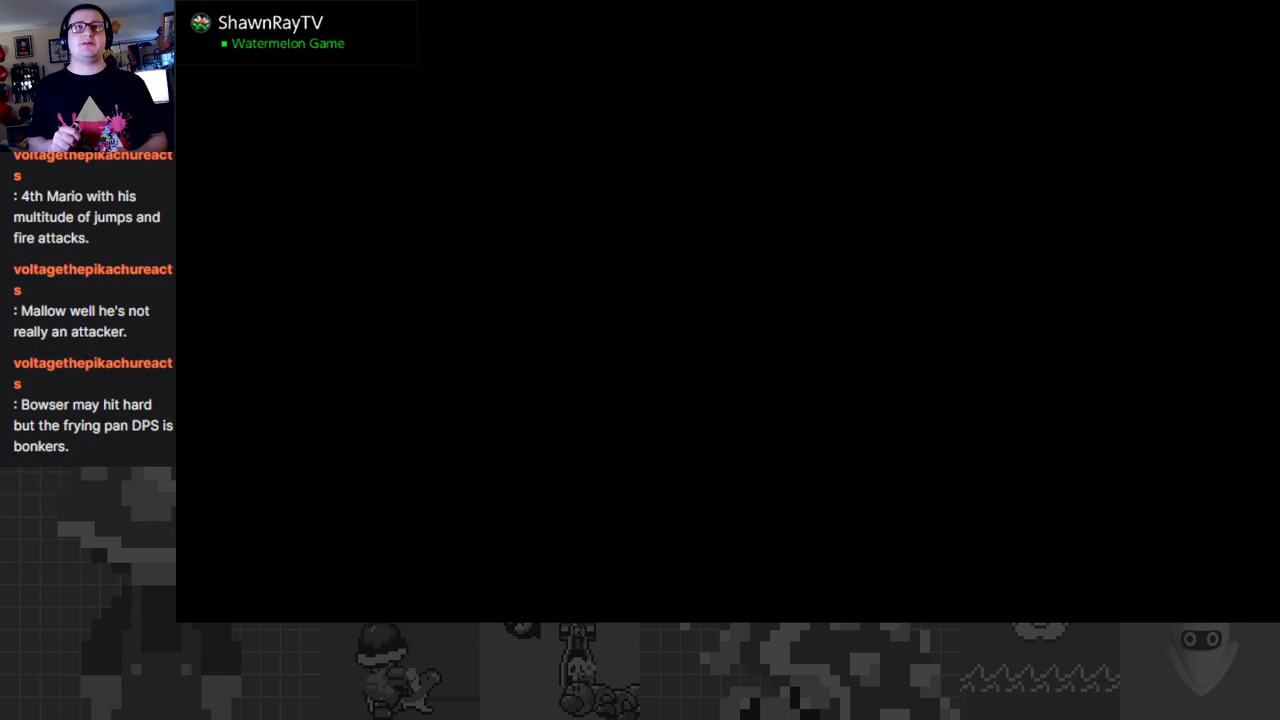 ShawnRayTV
Watermelon Game
voltagethepikachureact
s
: 4th Mario with his
multitude of jumps and
fire attacks.
voltagethepikachureact
s
: Mallow well he's not
really an attacker.
voltagethepikachureact
s
: Bowser may hit hard
but the frying pan DPS is
bonkers.